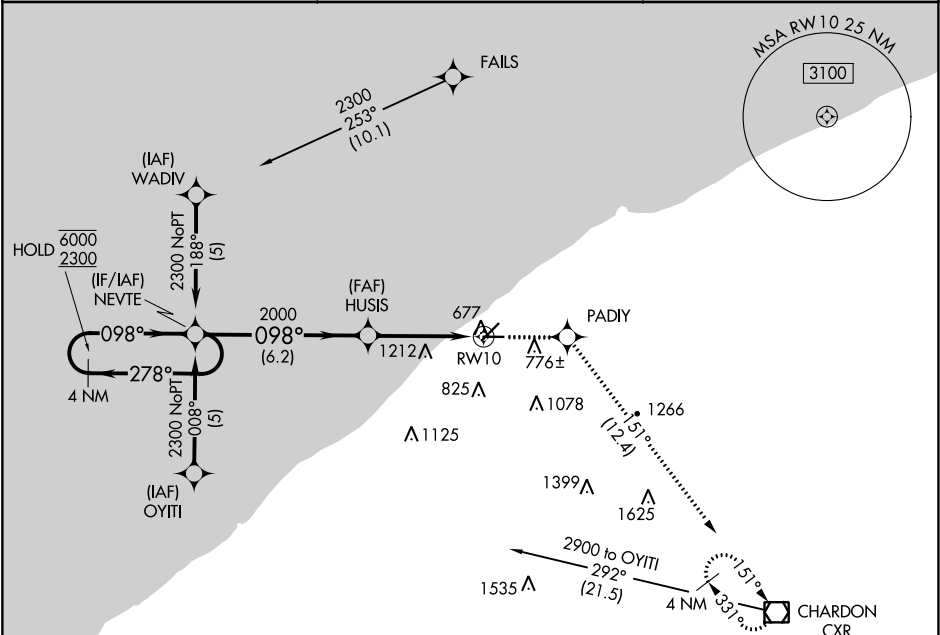 MSA RW10 25 NM
3100
FAILS
2300
253°
(10.1)
(IAF)
WADIV
2300 NoPT
188°
(5)
HOLD
6000
2300
(IF/IAF)
NEVTE
(FAF)
HUSIS
2000
098°
(6.2)
098°
278°
4 NM
677
RW10
1212
776±
PADIY
825
1078
1125
1266
151°
(12.4)
2300 NoPT
008°
(5)
(IAF)
OYITI
1399
1625
2900 to OYITI
292°
(21.5)
1535
4 NM
151°
331°
CHARDON
CXR